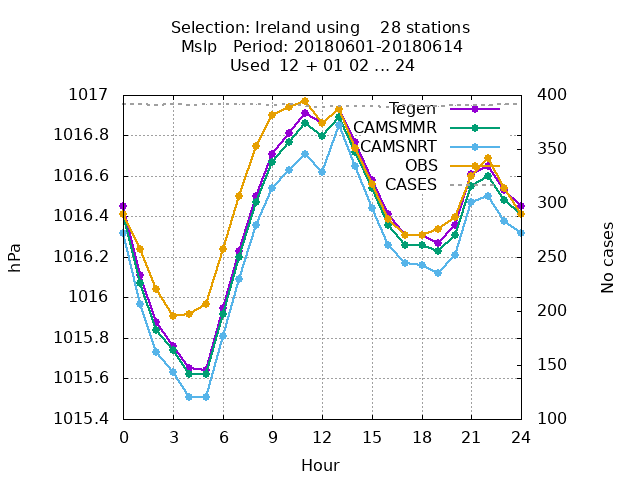 Selection: Ireland using    28 stations
Mslp   Period: 20180601-20180614
Used  12 + 01 02 ... 24
1017
1016.8
1016.6
1016.4
1016.2
1016
1015.8
1015.6
1015.4
hPa
Tegen
CAMSMMR
CAMSNRT
OBS
CASES
400
350
300
250
200
150
100
No cases
0 3 6 9 12 15 18 21 24
Hour